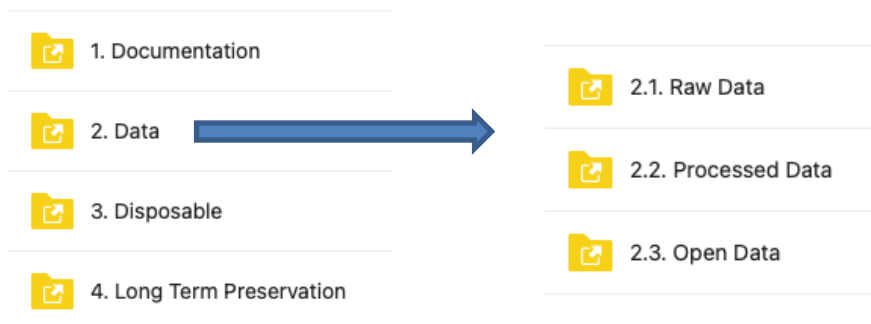 1. Documentation
2. Data
3. Disposable
4. Long Term Preservation
2.1. Raw Data
2.2. Processed Data
2.3. Open Data